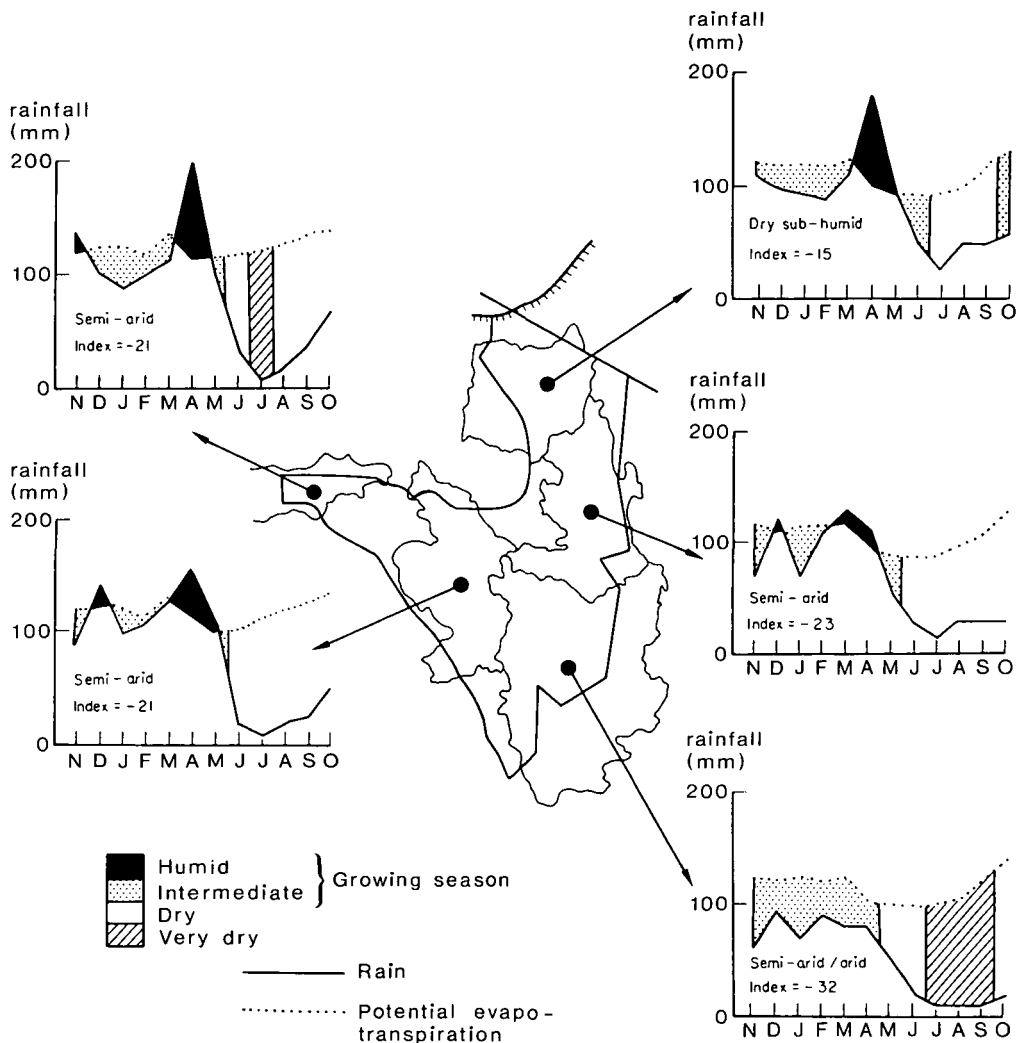 rainfall
(mm)
200
100
0
Semi-arid
Index = -21
N D J F M A M J J A S O
rainfall
(mm)
200
100
0
Semi-arid
Index = -21
N D J F M A M J J A S O
rainfall
(mm)
200
100
0
Dry sub-humid
Index = -15
N D J F M A M J J A S O
rainfall
(mm)
200
100
0
Semi-arid
Index = -23
N D J F M A M J J A S O
rainfall
(mm)
200
100
0
Semi-arid/arid
Index = -32
N D J F M A M J J A S O
Humid
Intermediate
Growing season
Dry
Very dry
Rain
Potential evapo-
transpiration